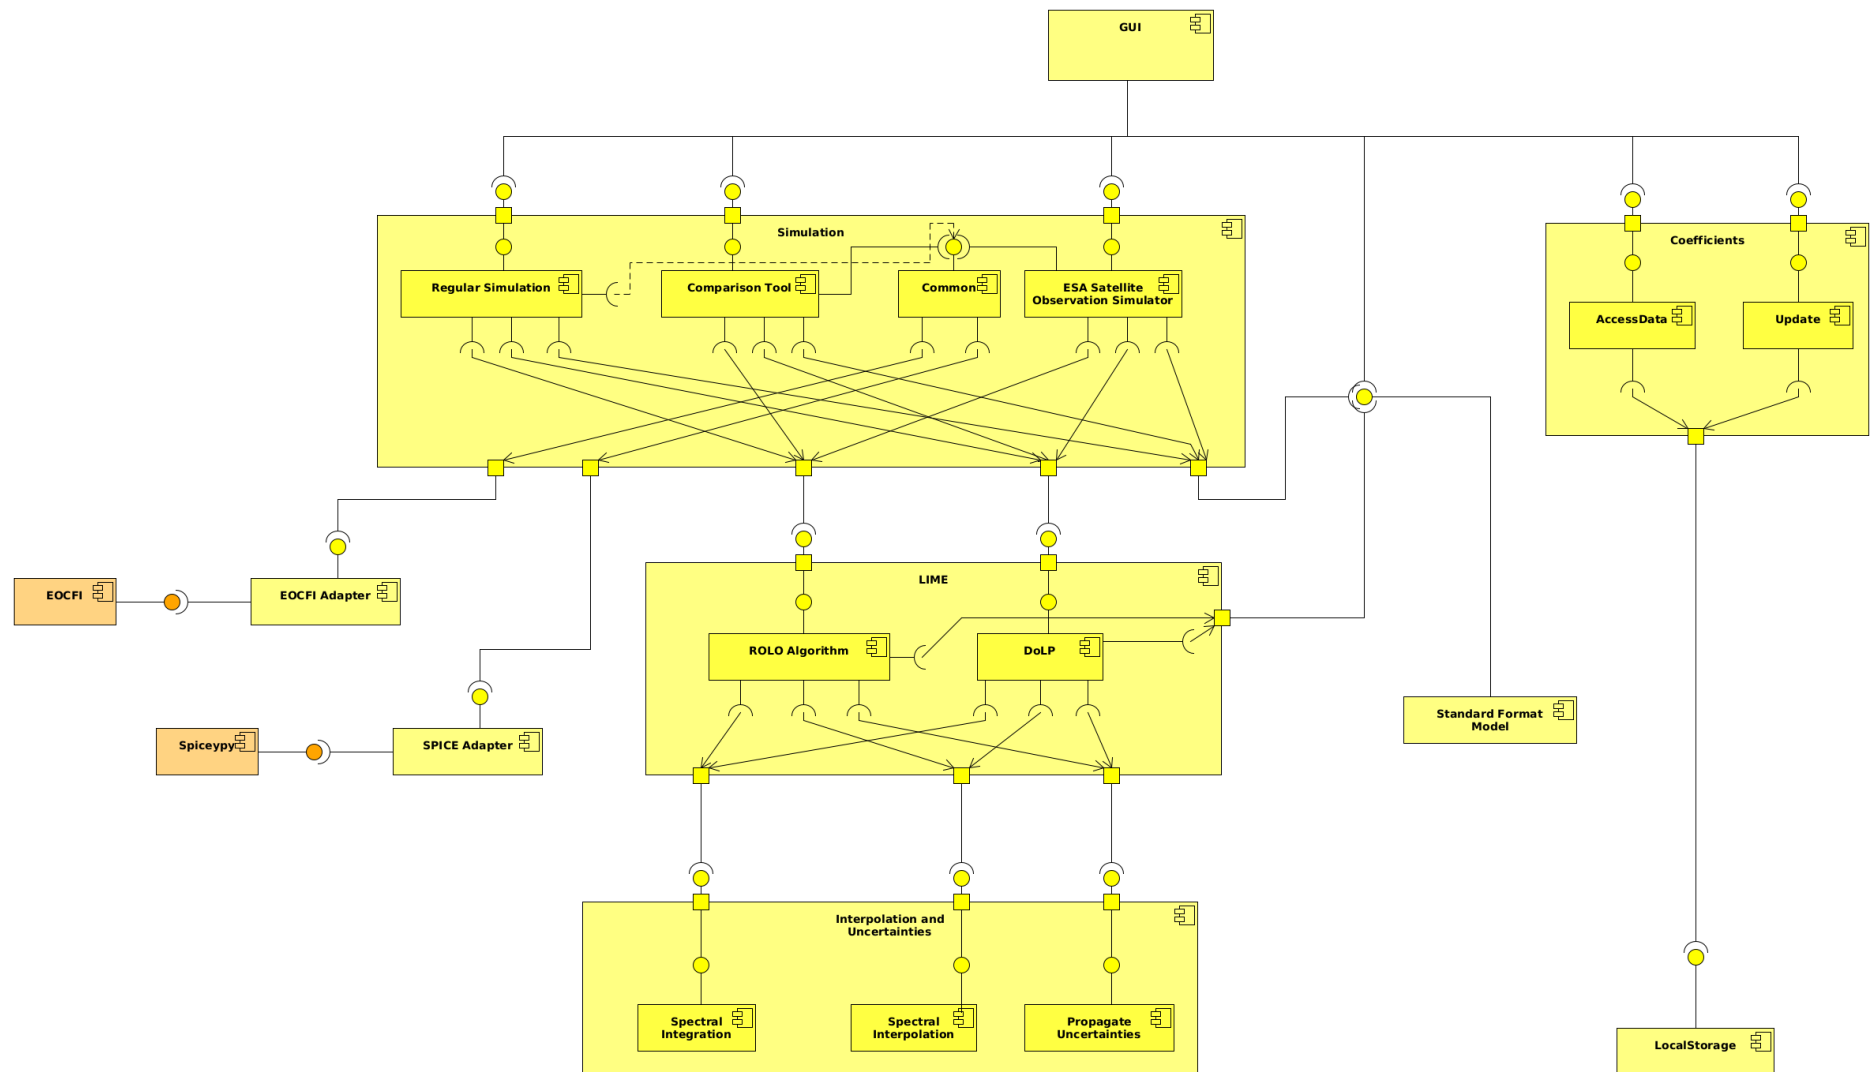 GUI
Simulation
Coefficients
Regular Simulation
Comparison Tool
Common
ESA Satellite
Observation Simulator
AccessData
Update
EOCFI
EOCFI Adapter
LIME
ROLO Algorithm
DoLP
Spiceypy
SPICE Adapter
Standard Format
Model
Interpolation and
Uncertainties
Spectral
Integration
Spectral
Interpolation
Propagate
Uncertainties
LocalStorage